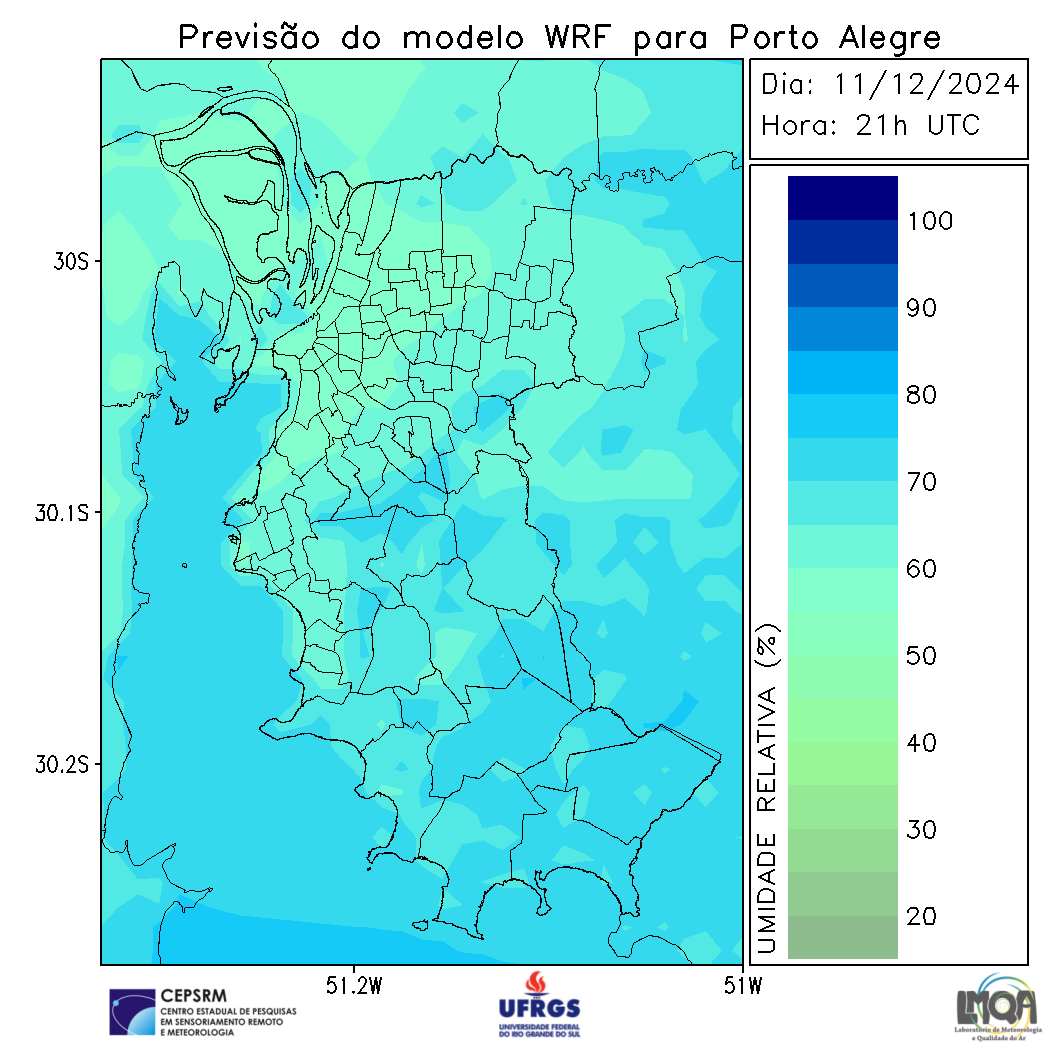 Previsão do modelo WRF para Porto Alegre
Dia: 11/12/2024
Hora: 21h UTC
100
90
80
70
60
50
40
30
20
UMIDADE RELATIVA (%)
30S
30.1S
30.2S
51.2W
51W
CEPSRM
CENTRO ESTADUAL DE PESQUISAS
EM SENSORIAMENTO REMOTO
E METEOROLOGIA
UFRGS
UNIVERSIDADE FEDERAL
DO RIO GRANDE DO SUL
LMQA
Laboratório de Meteorologia
e Qualidade do Ar